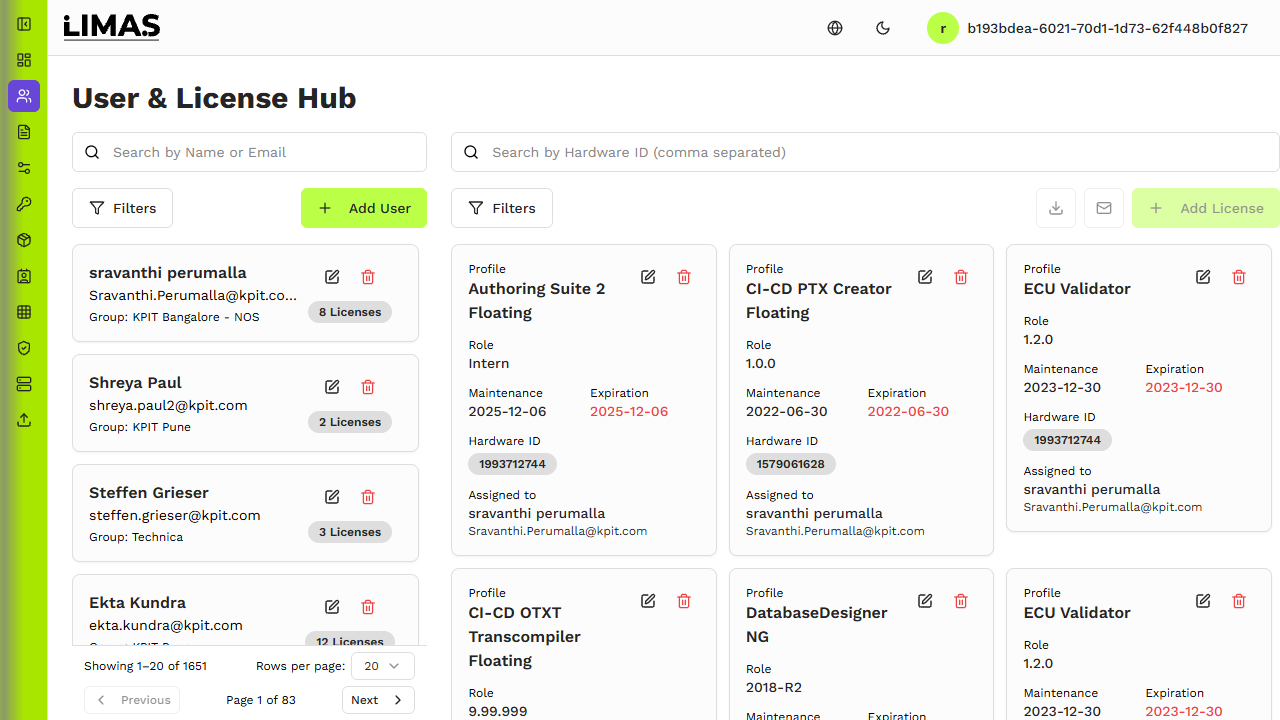 LIMAS
r
b193bdea-6021-70d1-1d73-62f448b0f827
User & License Hub
Search by Name or Email
Filters
Add User
sravanthi perumalla
Sravanthi.Perumalla@kpit.co...
Group: KPIT Bangalore - NOS
8 Licenses
Shreya Paul
shreya.paul2@kpit.com
Group: KPIT Pune
2 Licenses
Steffen Grieser
steffen.grieser@kpit.com
Group: Technica
3 Licenses
Ekta Kundra
ekta.kundra@kpit.com
12 Licenses
Showing 1–20 of 1651
Rows per page:
20
Previous
Page 1 of 83
Next
Search by Hardware ID (comma separated)
Filters
Add License
Profile
Authoring Suite 2
Floating
Role
Intern
Maintenance
Expiration
2025-12-06
2025-12-06
Hardware ID
1993712744
Assigned to
sravanthi perumalla
Sravanthi.Perumalla@kpit.com
Profile
CI-CD PTX Creator
Floating
Role
1.0.0
Maintenance
Expiration
2022-06-30
2022-06-30
Hardware ID
1579061628
Assigned to
sravanthi perumalla
Sravanthi.Perumalla@kpit.com
Profile
ECU Validator
Role
1.2.0
Maintenance
Expiration
2023-12-30
2023-12-30
Hardware ID
1993712744
Assigned to
sravanthi perumalla
Sravanthi.Perumalla@kpit.com
Profile
CI-CD OTXT
Transcompiler
Floating
Role
9.99.999
Profile
DatabaseDesigner
NG
Role
2018-R2
Maintenance
Expiration
Profile
ECU Validator
Role
1.2.0
Maintenance
Expiration
2023-12-30
2023-12-30